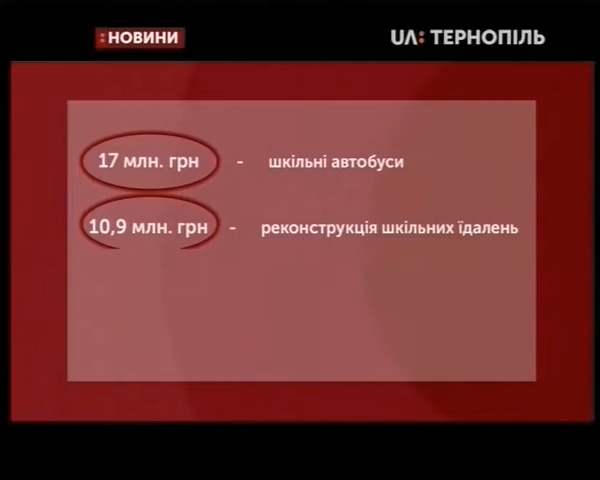 :НОВИНИ
UA: ТЕРНОПІЛЬ
17 млн. грн - шкільні автобуси
10,9 млн. грн - реконструкція шкільних їдалень